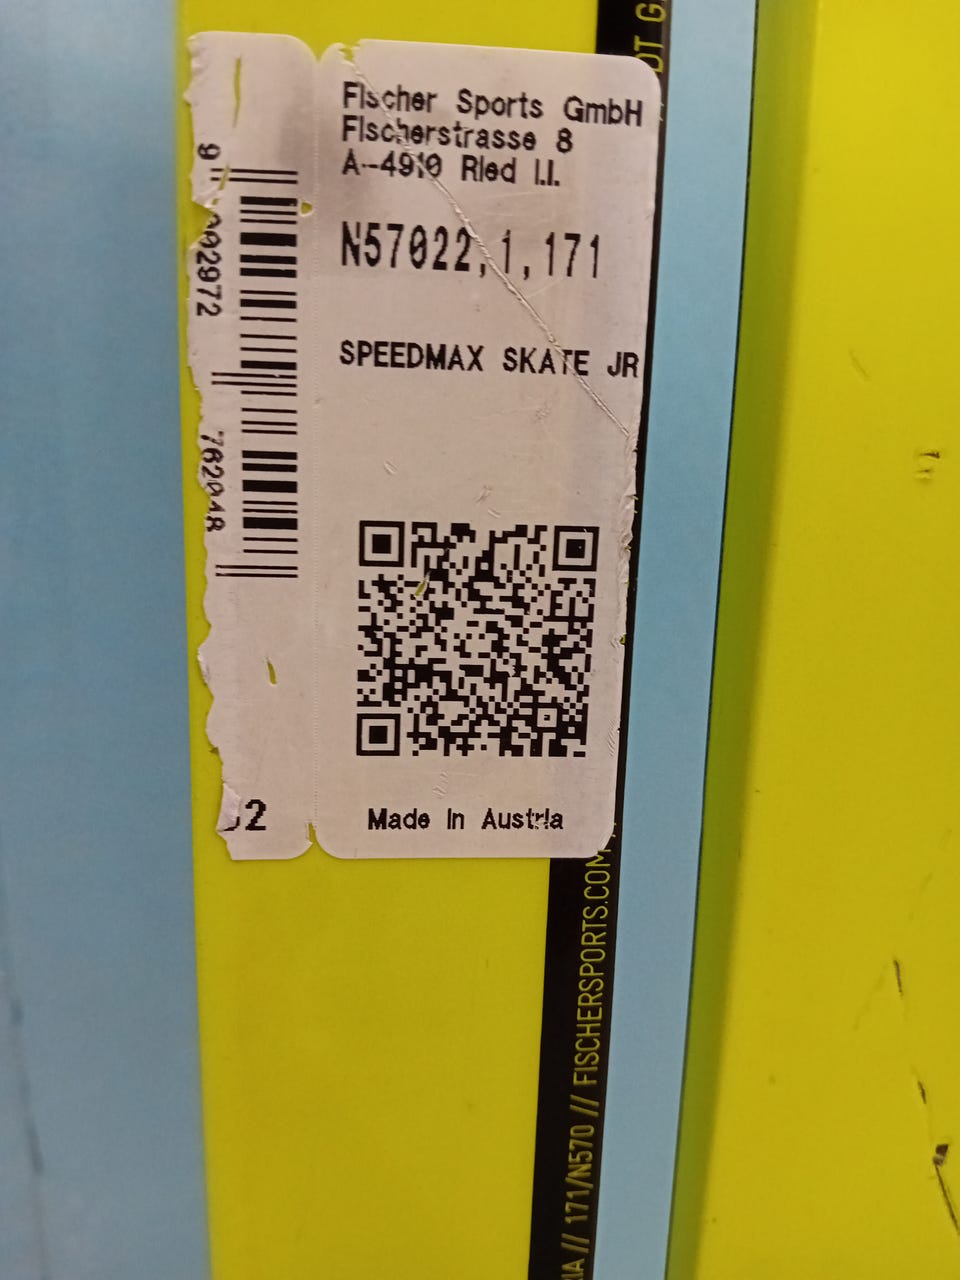 Fischer Sports GmbH
Fischerstrasse 8
A-4910 Ried I.I.
N57022,1,171
SPEEDMAX SKATE JR
Made In Austria
002972
762048
171/N570 // FISCHERSPORTS.COM